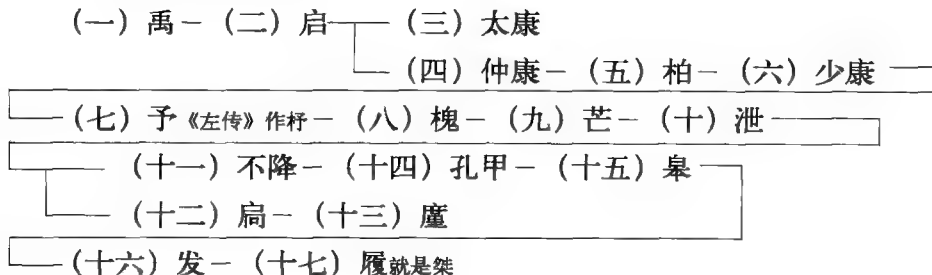 (一) 禹－(二) 启 (三) 太康
(四) 仲康－(五) 柏－(六) 少康
(七) 予《左传》作杼－(八) 槐－(九) 芒－(十) 泄
(十一) 不降－(十四) 孔甲－(十五) 皋
(十二) 扃－(十三) 廑
(十六) 发－(十七) 履就是桀